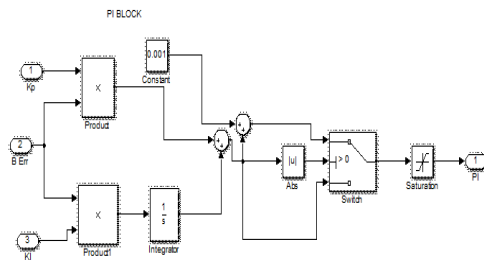 PI BLOCK
1
Kp
X
Product
0.001
Constant
+
+
2
B Err
+
+
|u|
Abs
> 0
Switch
Saturation
1
PI
3
KI
X
Product1
1
s
Integrator